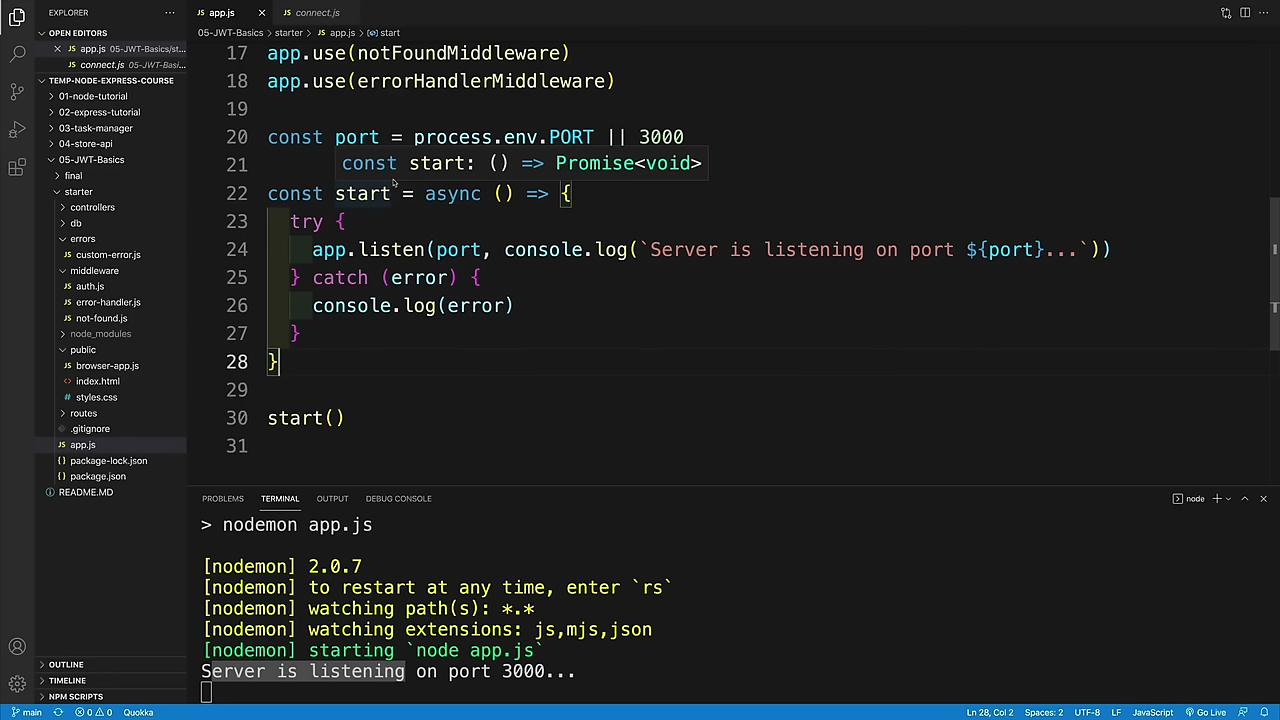 EXPLORER
OPEN EDITORS
app.js 05-JWT-Basics/st...
connect.js 05-JWT-Basi...
TEMP-NODE-EXPRESS-COURSE
01-node-tutorial
02-express-tutorial
03-task-manager
04-store-api
05-JWT-Basics
final
starter
controllers
db
errors
JS custom-error.js
middleware
JS auth.js
JS error-handler.js
JS not-found.js
node_modules
public
JS browser-app.js
index.html
# styles.css
routes
.gitignore
JS app.js
{} package-lock.json
{} package.json
README.MD
OUTLINE
TIMELINE
NPM SCRIPTS
JS app.js
JS connect.js
05-JWT-Basics > starter > JS app.js > start
17 app.use(notFoundMiddleware)
18 app.use(errorHandlerMiddleware)
19
20 const port = process.env.PORT || 3000
21 const start: () => Promise<void>
22 const start = async () => {
23 try {
24 app.listen(port, console.log(`Server is listening on port ${port}...`))
25 } catch (error) {
26 console.log(error)
27 }
28 }
29
30 start()
31
PROBLEMS TERMINAL OUTPUT DEBUG CONSOLE
node
> nodemon app.js
[nodemon] 2.0.7
[nodemon] to restart at any time, enter `rs`
[nodemon] watching path(s): *.*
[nodemon] watching extensions: js,mjs,json
[nodemon] starting `node app.js`
Server is listening on port 3000...
main 0 0 Quokka Ln 28, Col 2 Spaces: 2 UTF-8 LF JavaScript Go Live